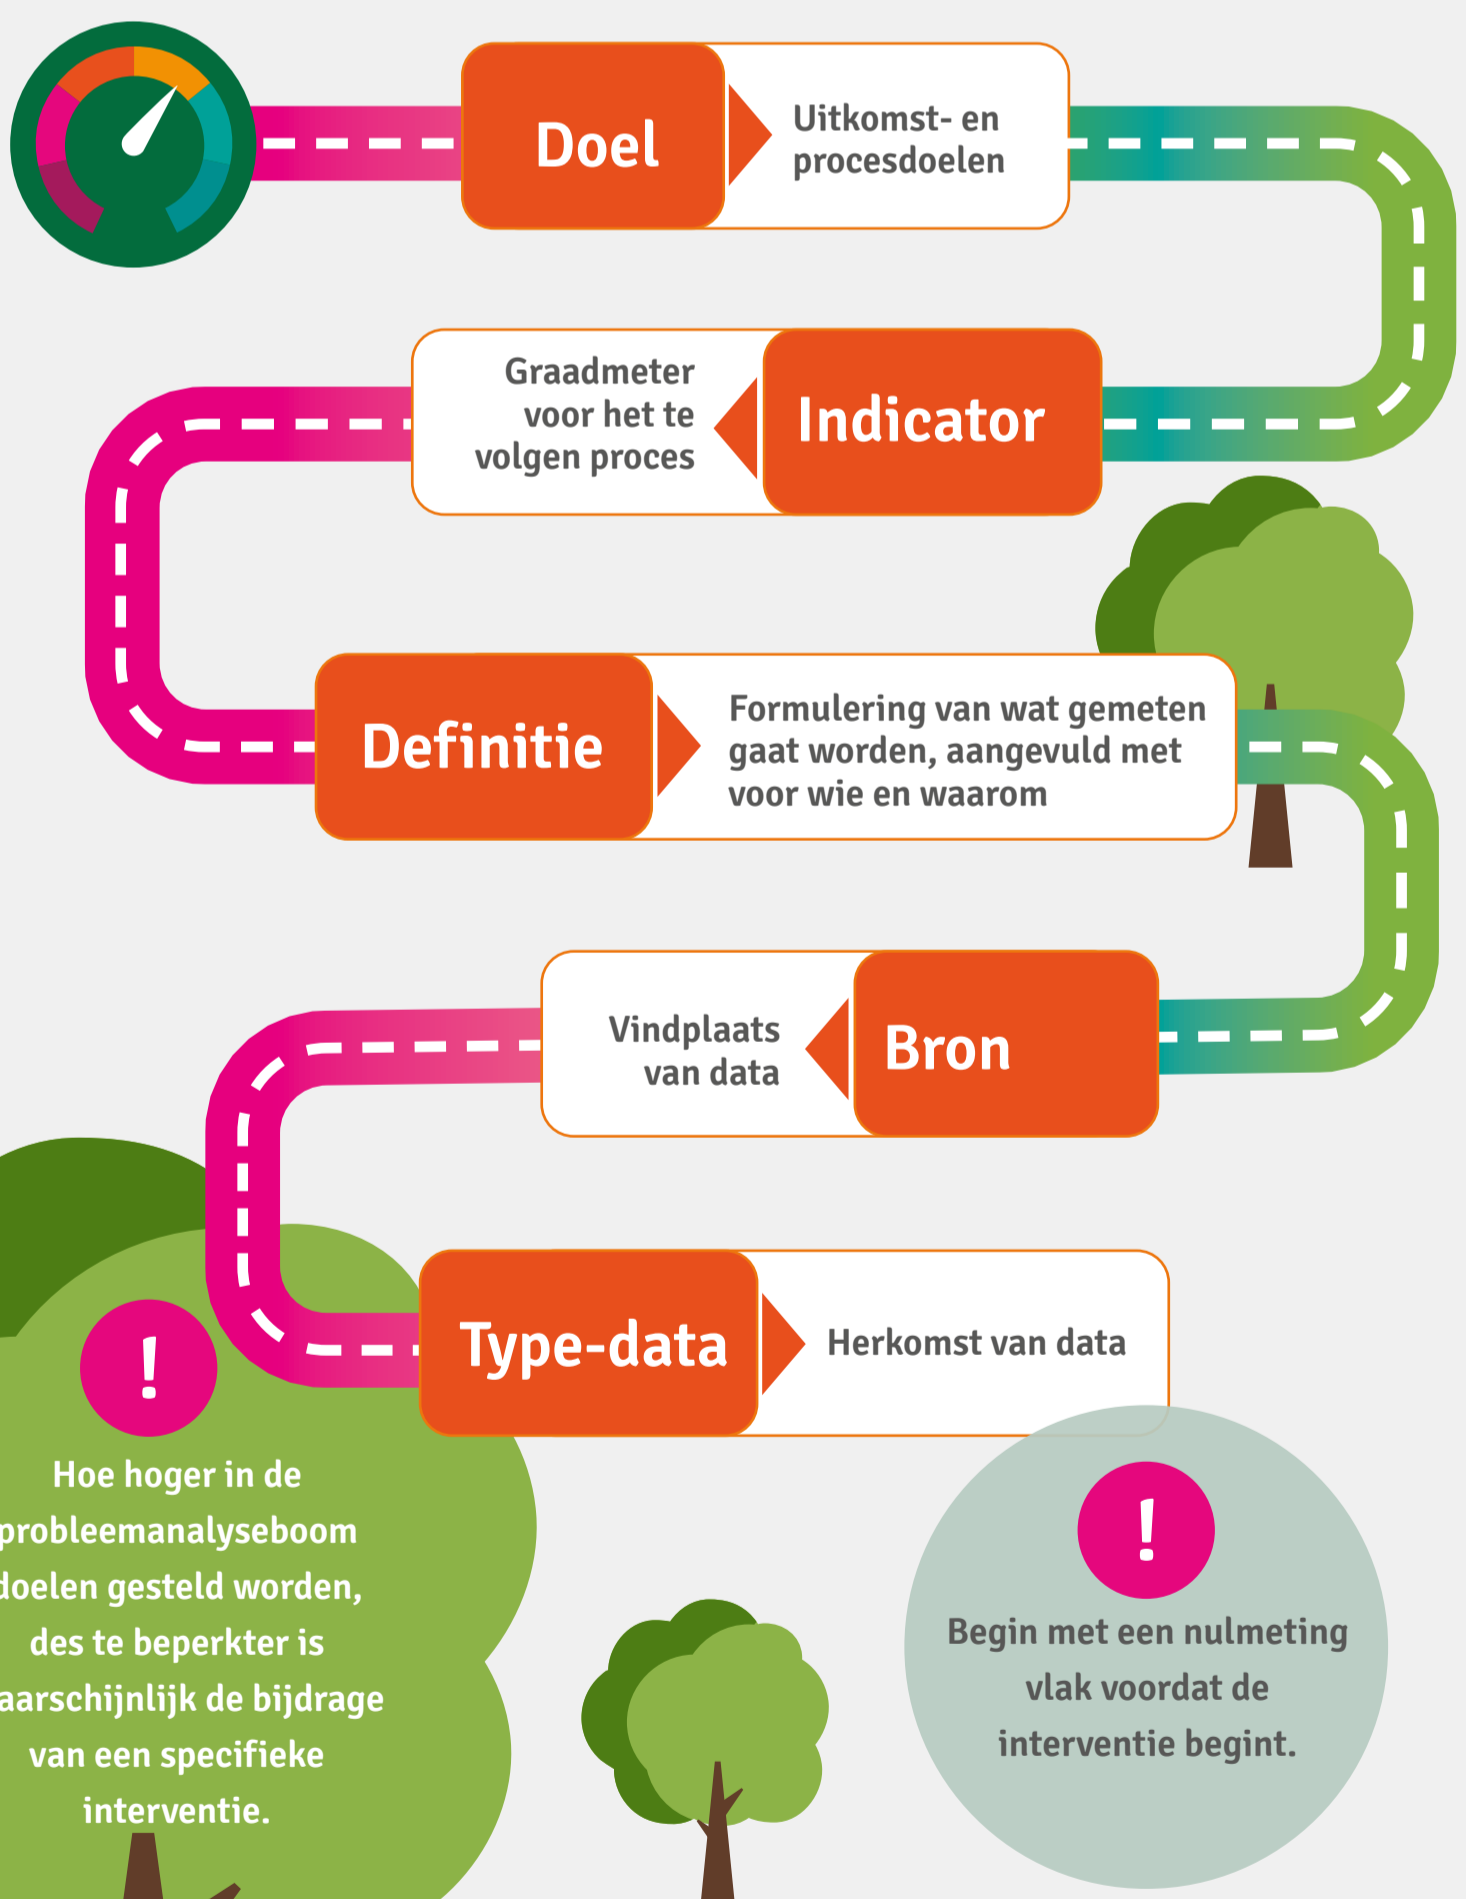 Doel
Uitkomst- en
procesdoelen
Graadmeter
voor het te
volgen proces
Indicator
Definitie
Formulering van wat gemeten
gaat worden, aangevuld met
voor wie en waarom
Vindplaats
van data
Bron
Type-data
Herkomst van data
!
Hoe hoger in de
probleemanalyseboom
doelen gesteld worden,
des te beperkter is
aarschijnlijk de bijdrage
van een specifieke
interventie.
!
Begin met een nulmeting
vlak voordat de
interventie begint.